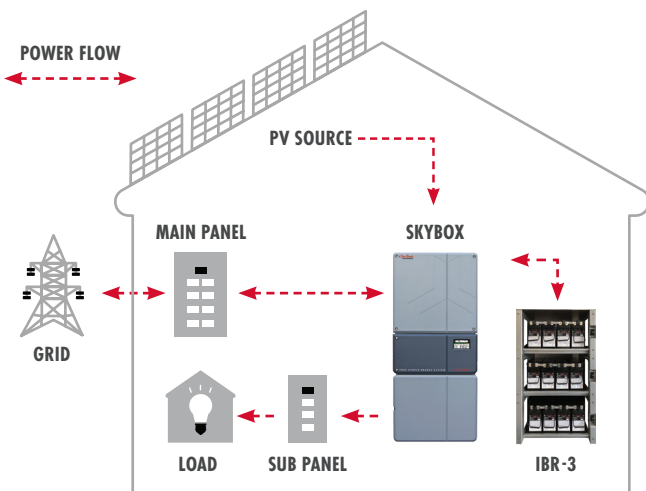 POWER FLOW
PV SOURCE
MAIN PANEL
SKYBOX
GRID
LOAD
SUB PANEL
IBR-3